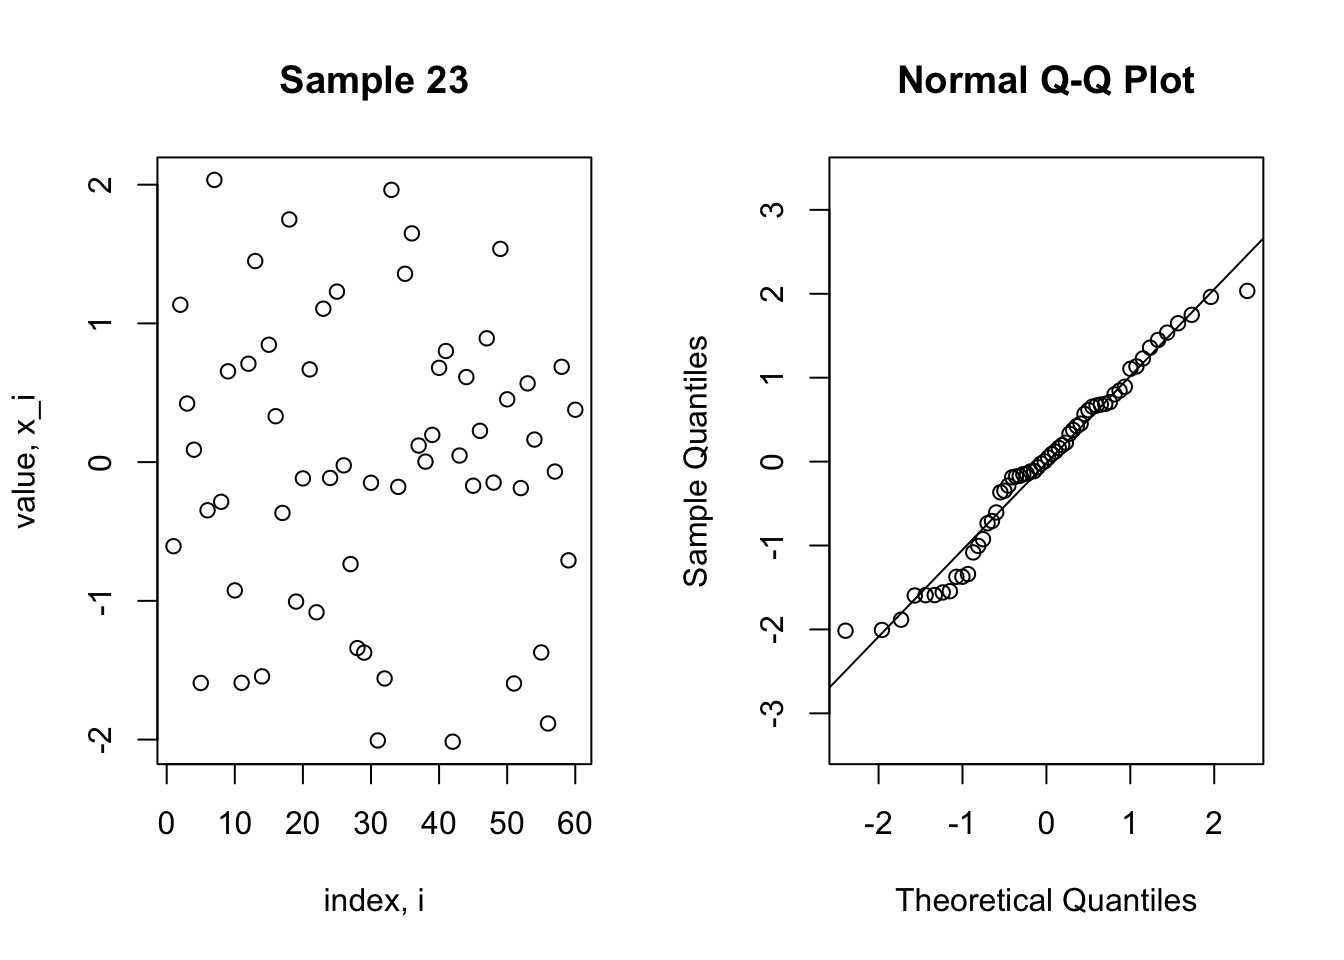 Sample 23
value, x_i
2
1
0
-1
-2
0 10 20 30 40 50 60
index, i
Normal Q-Q Plot
Sample Quantiles
3
2
1
0
-1
-2
-3
-2 -1 0 1 2
Theoretical Quantiles